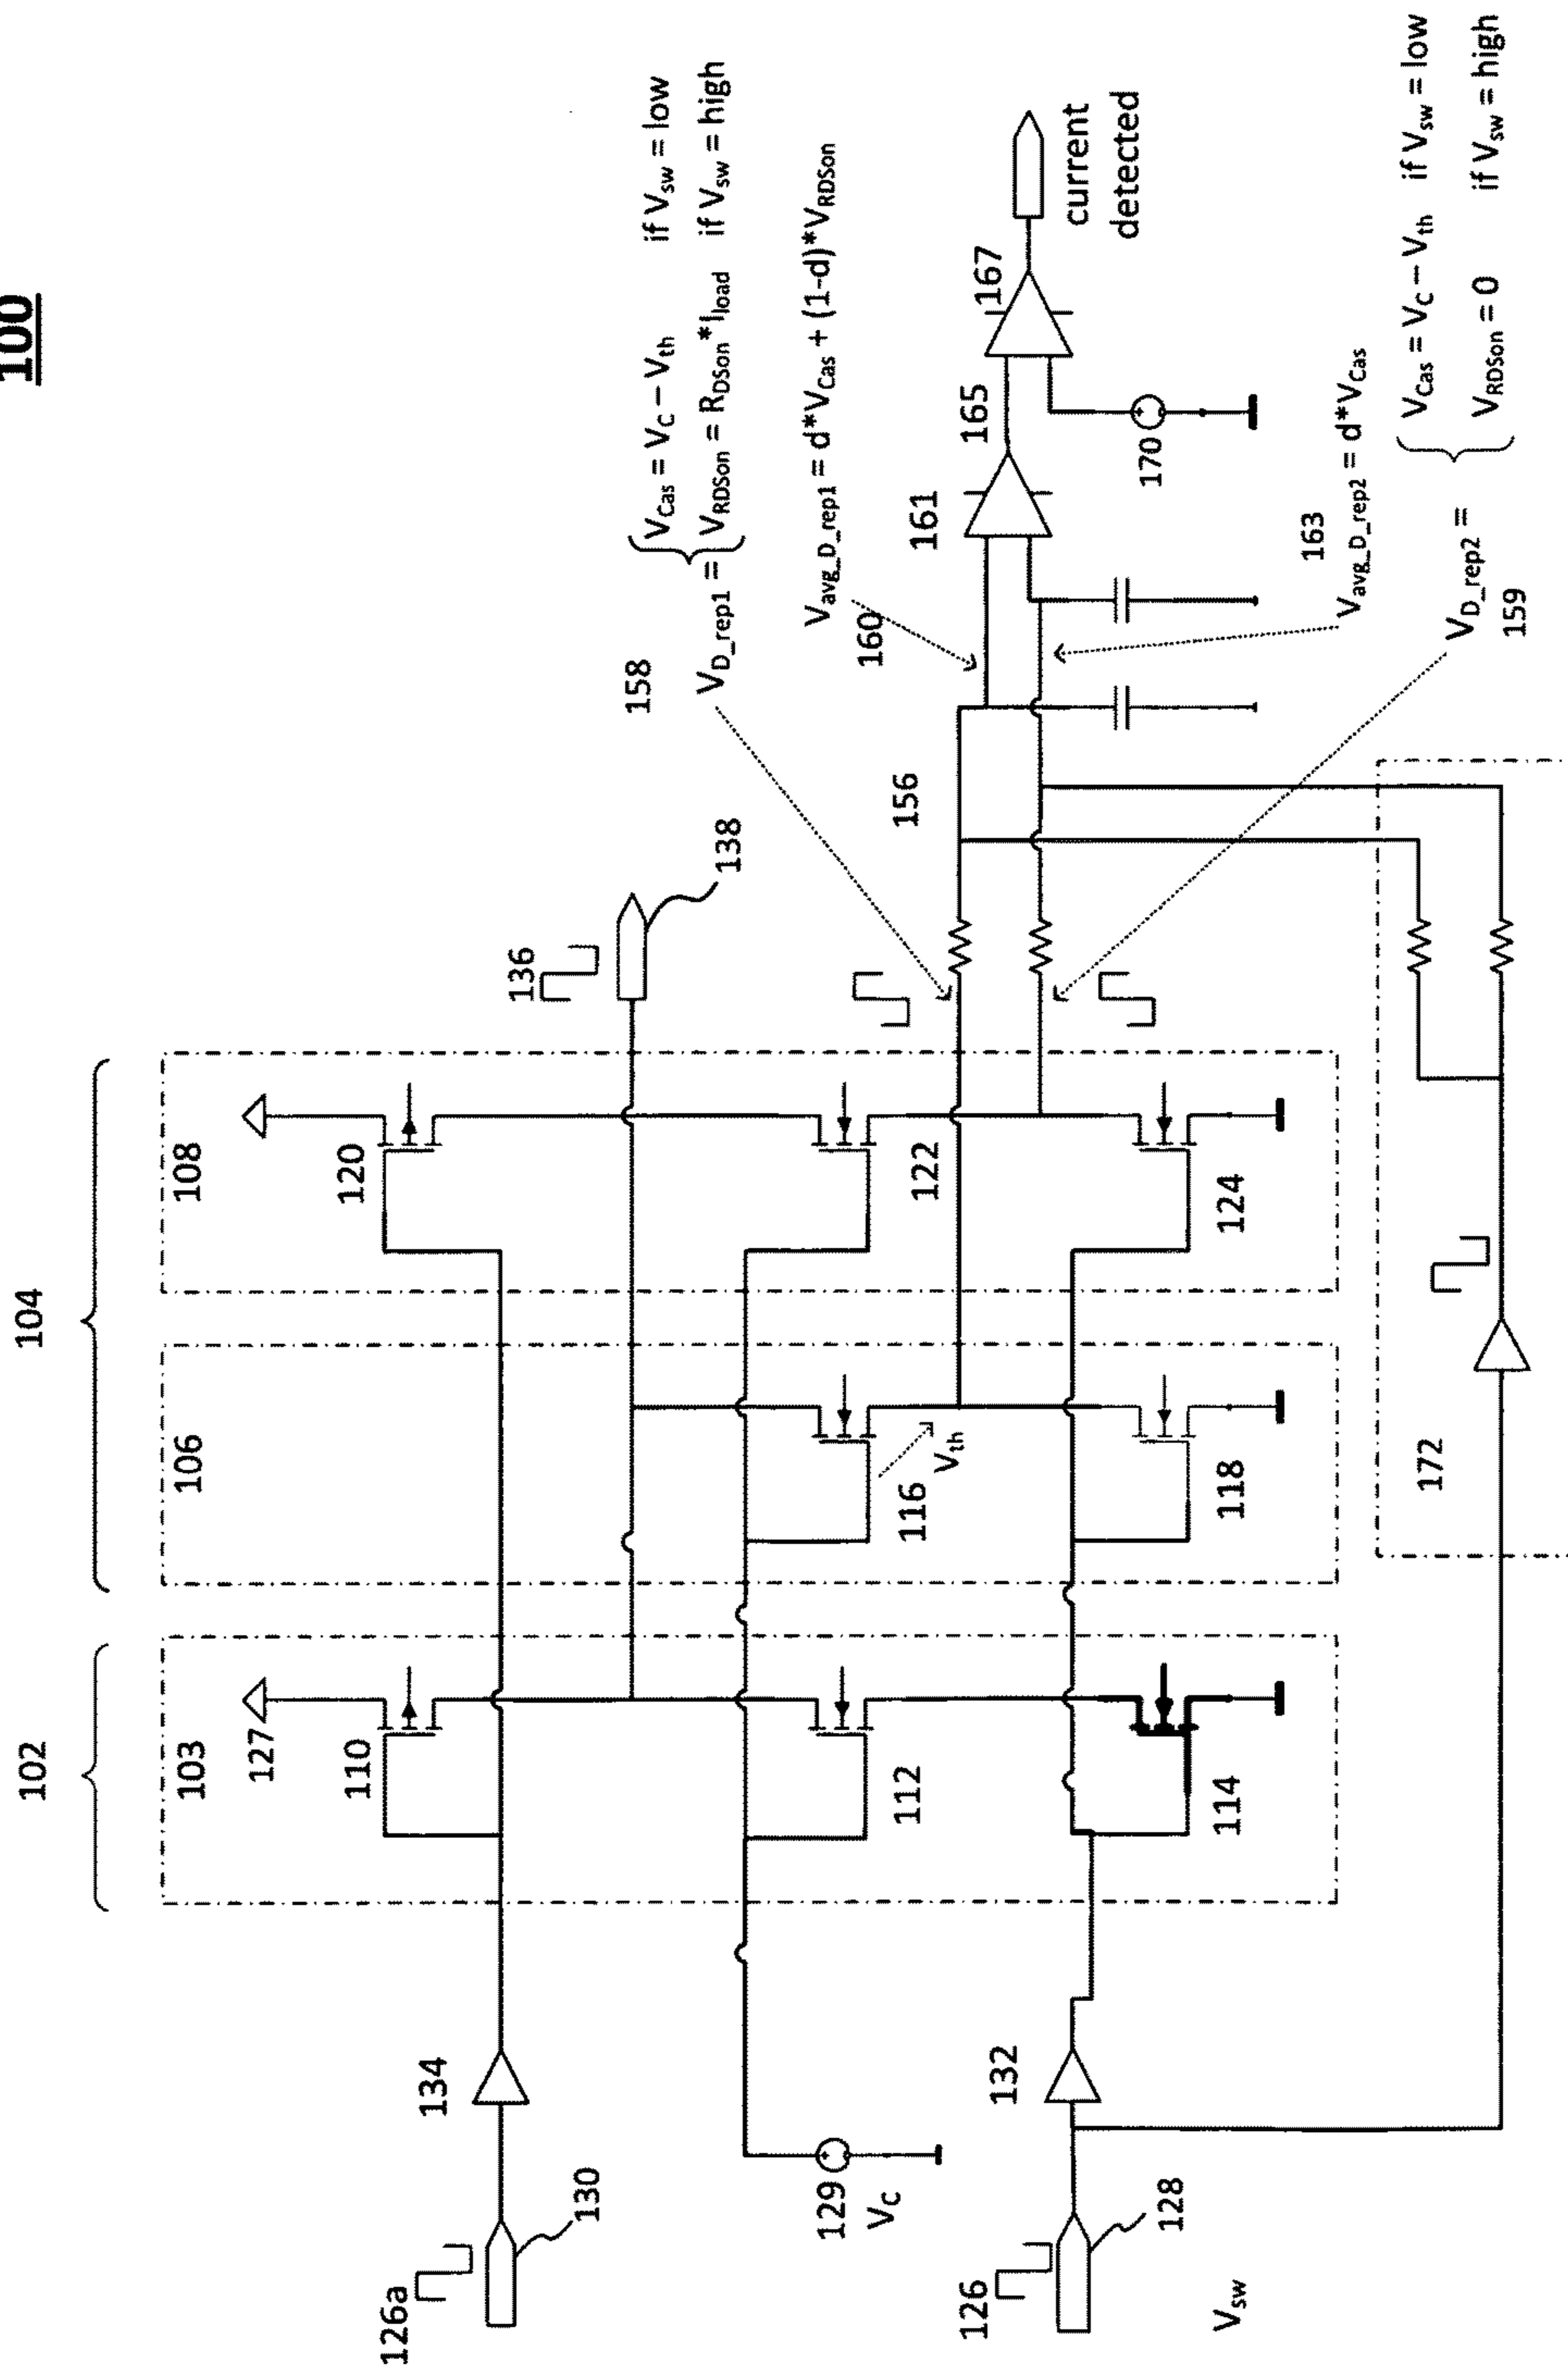 100
102
104
103
106
108
127
110
120
134
126a
130
136
138
112
116
V_th
122
129
V_C
132
126
128
V_sw
114
118
124
172
158
V_D_rep1 =
V_Cas = V_C – V_th if V_sw = low
V_RDSon = R_DSon*I_load if V_sw = high
V_avg_D_rep1 = d*V_Cas + (1-d)*V_RDSon
160
156
161
165
167
170
current
detected
163
V_avg_D_rep2 = d*V_Cas
V_D_rep2 =
159
V_Cas = V_C – V_th if V_sw = low
V_RDSon = 0 if V_sw = high